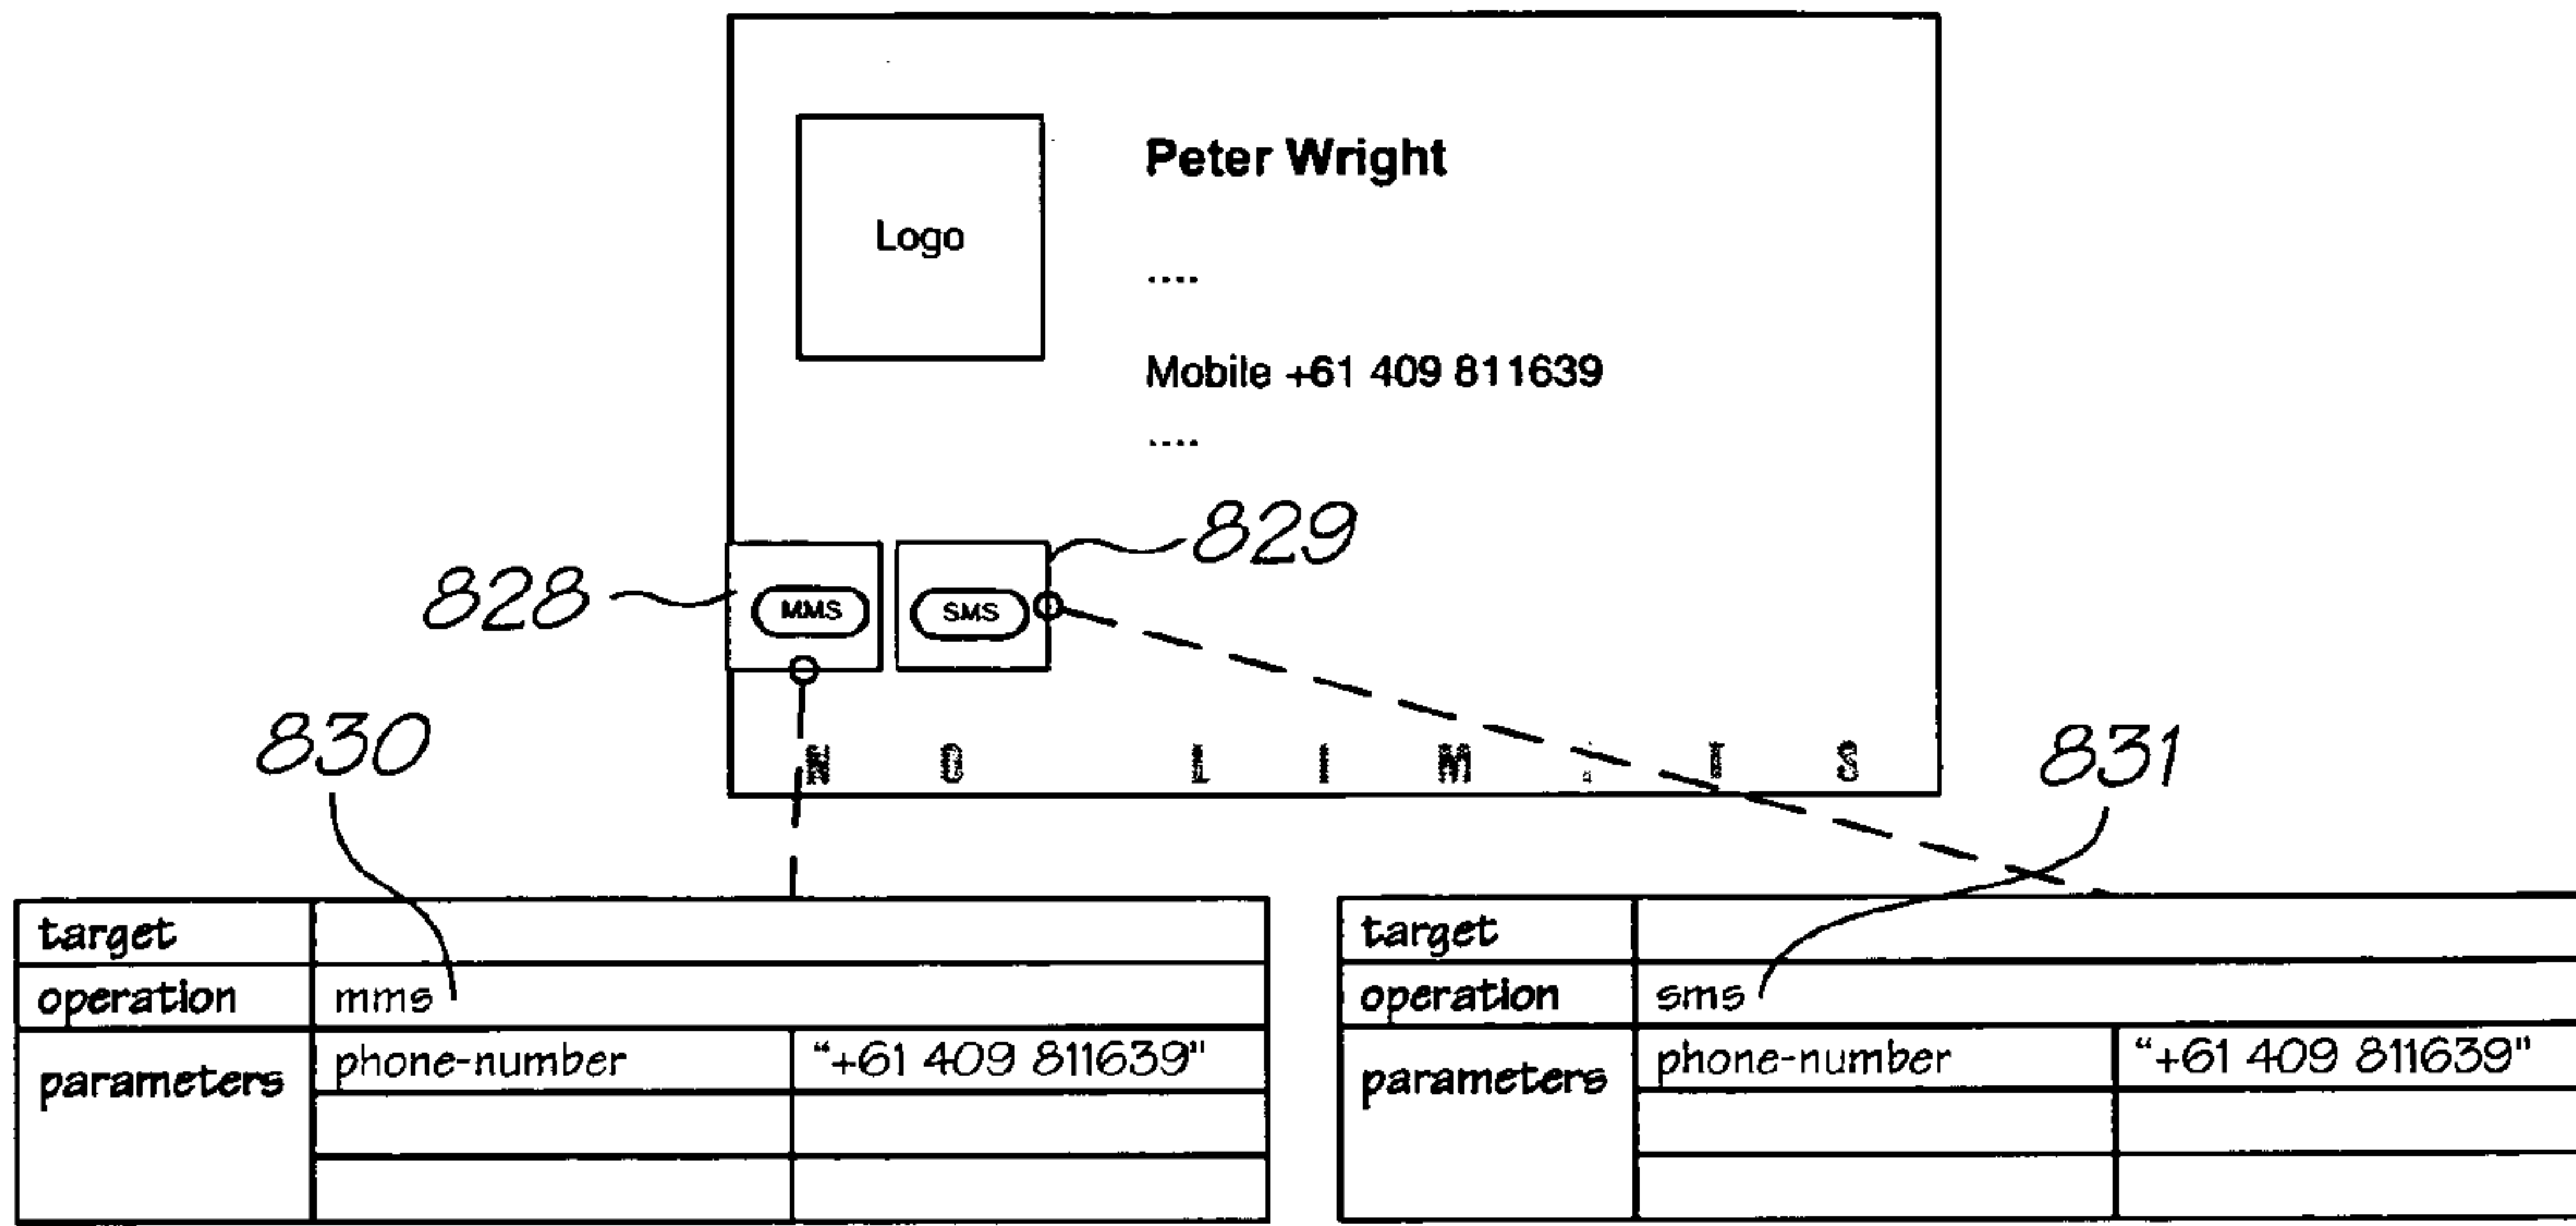 Peter Wright
Logo
....
Mobile +61 409 811639
....
829
828
MMS SMS
830
831
target
operation mms
parameters phone-number “+61 409 811639"
target
operation sms
parameters phone-number “+61 409 811639"